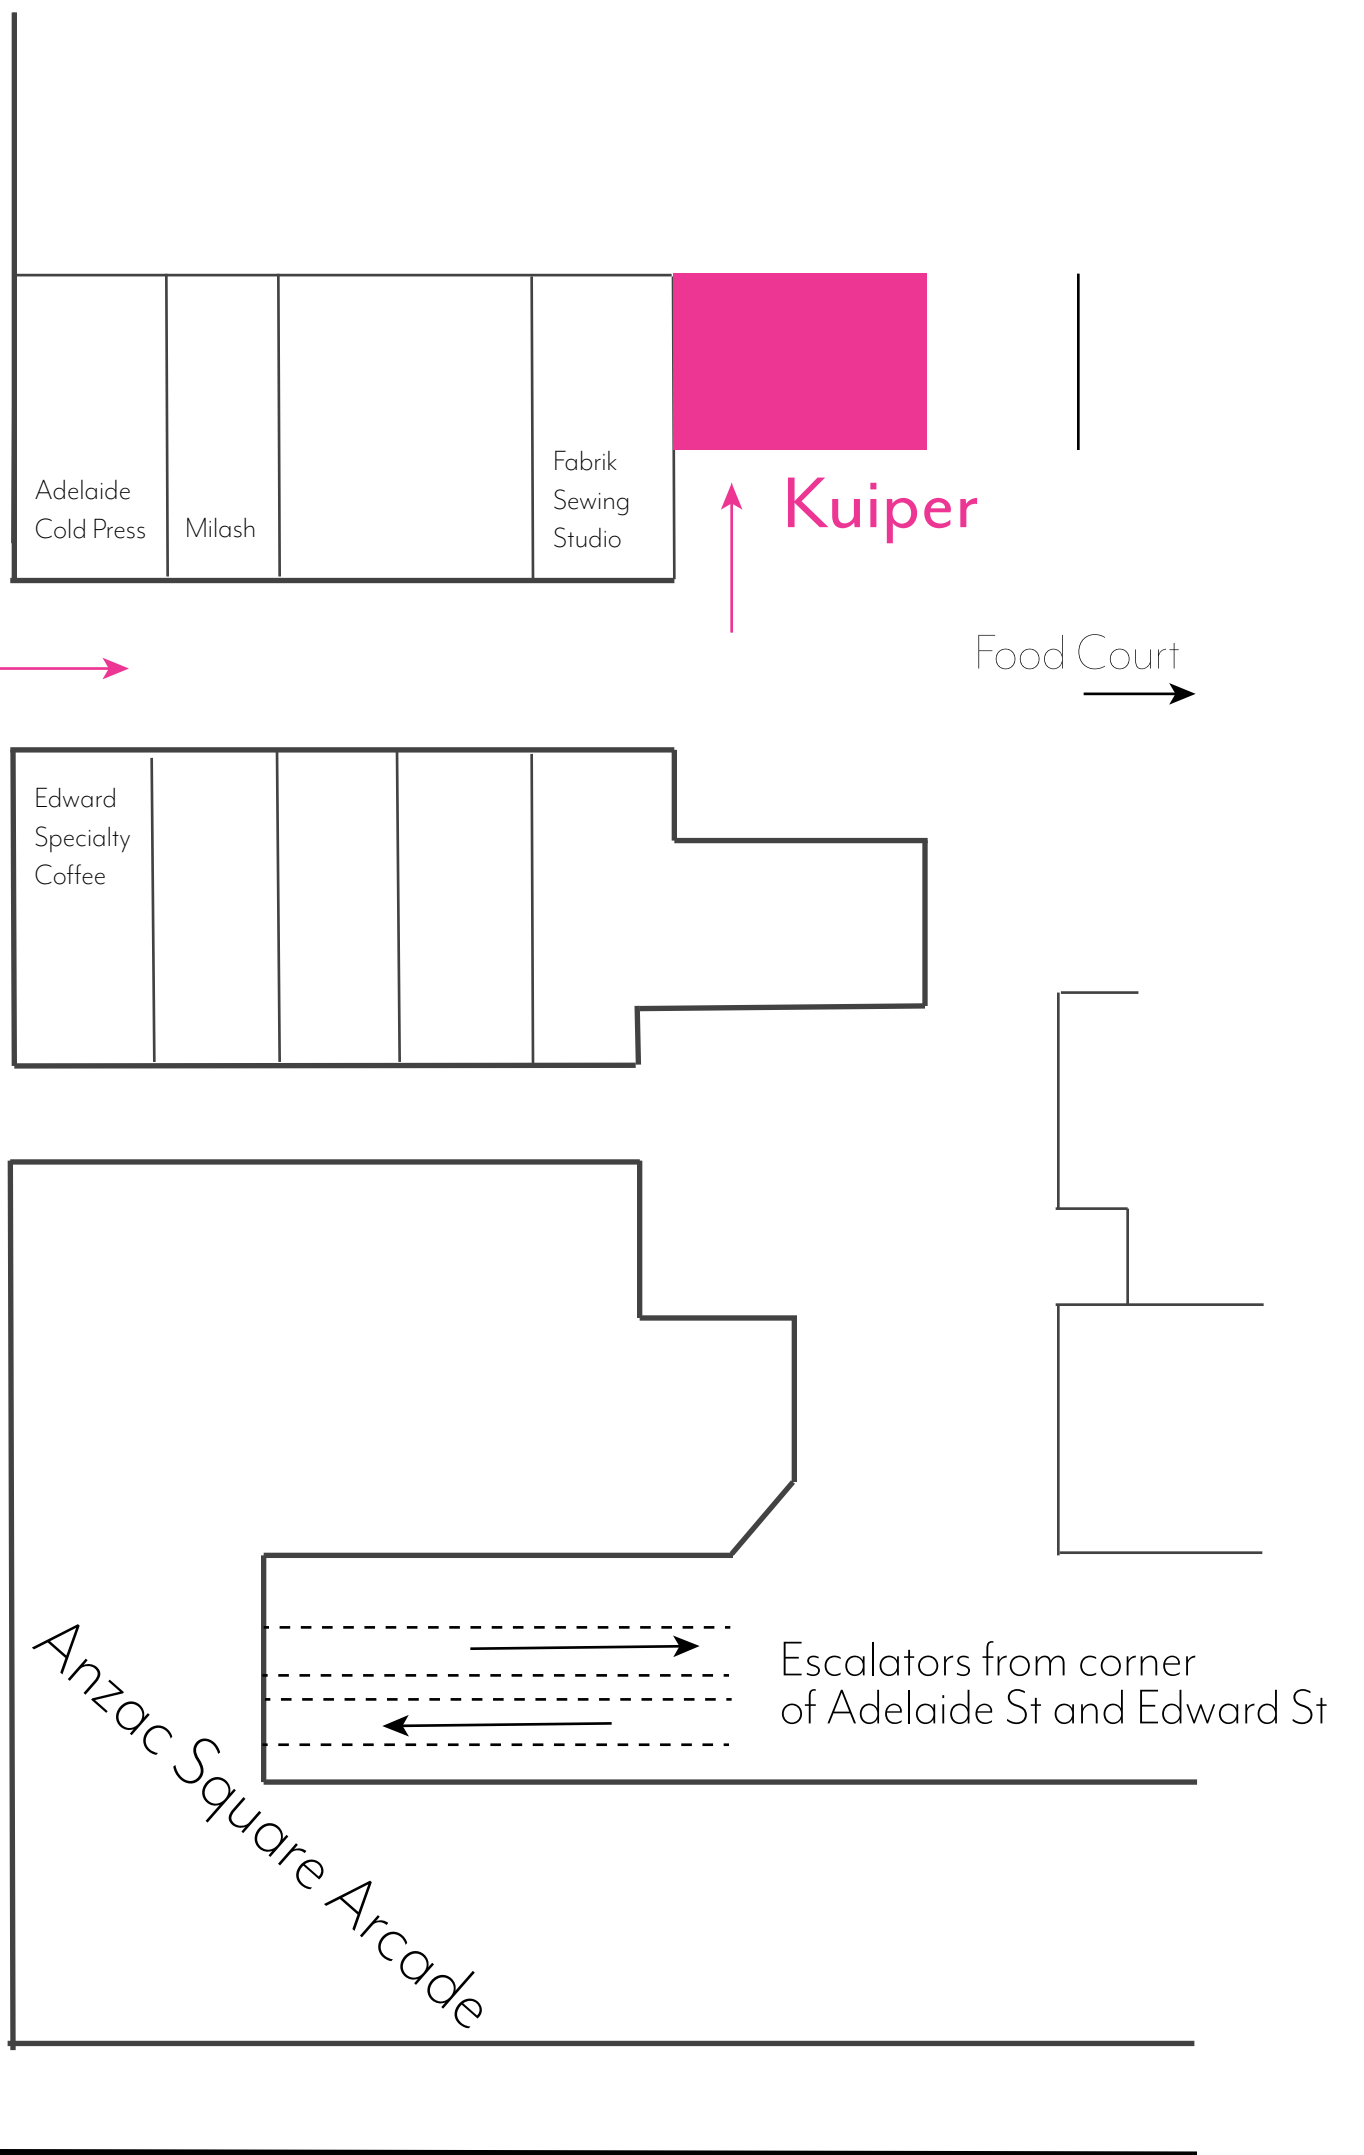 Adelaide
Cold Press
Milash
Fabrik
Sewing
Studio
Kuiper
Food Court
Edward
Specialty
Coffee
Escalators from corner
of Adelaide St and Edward St
Anzac Square Arcade